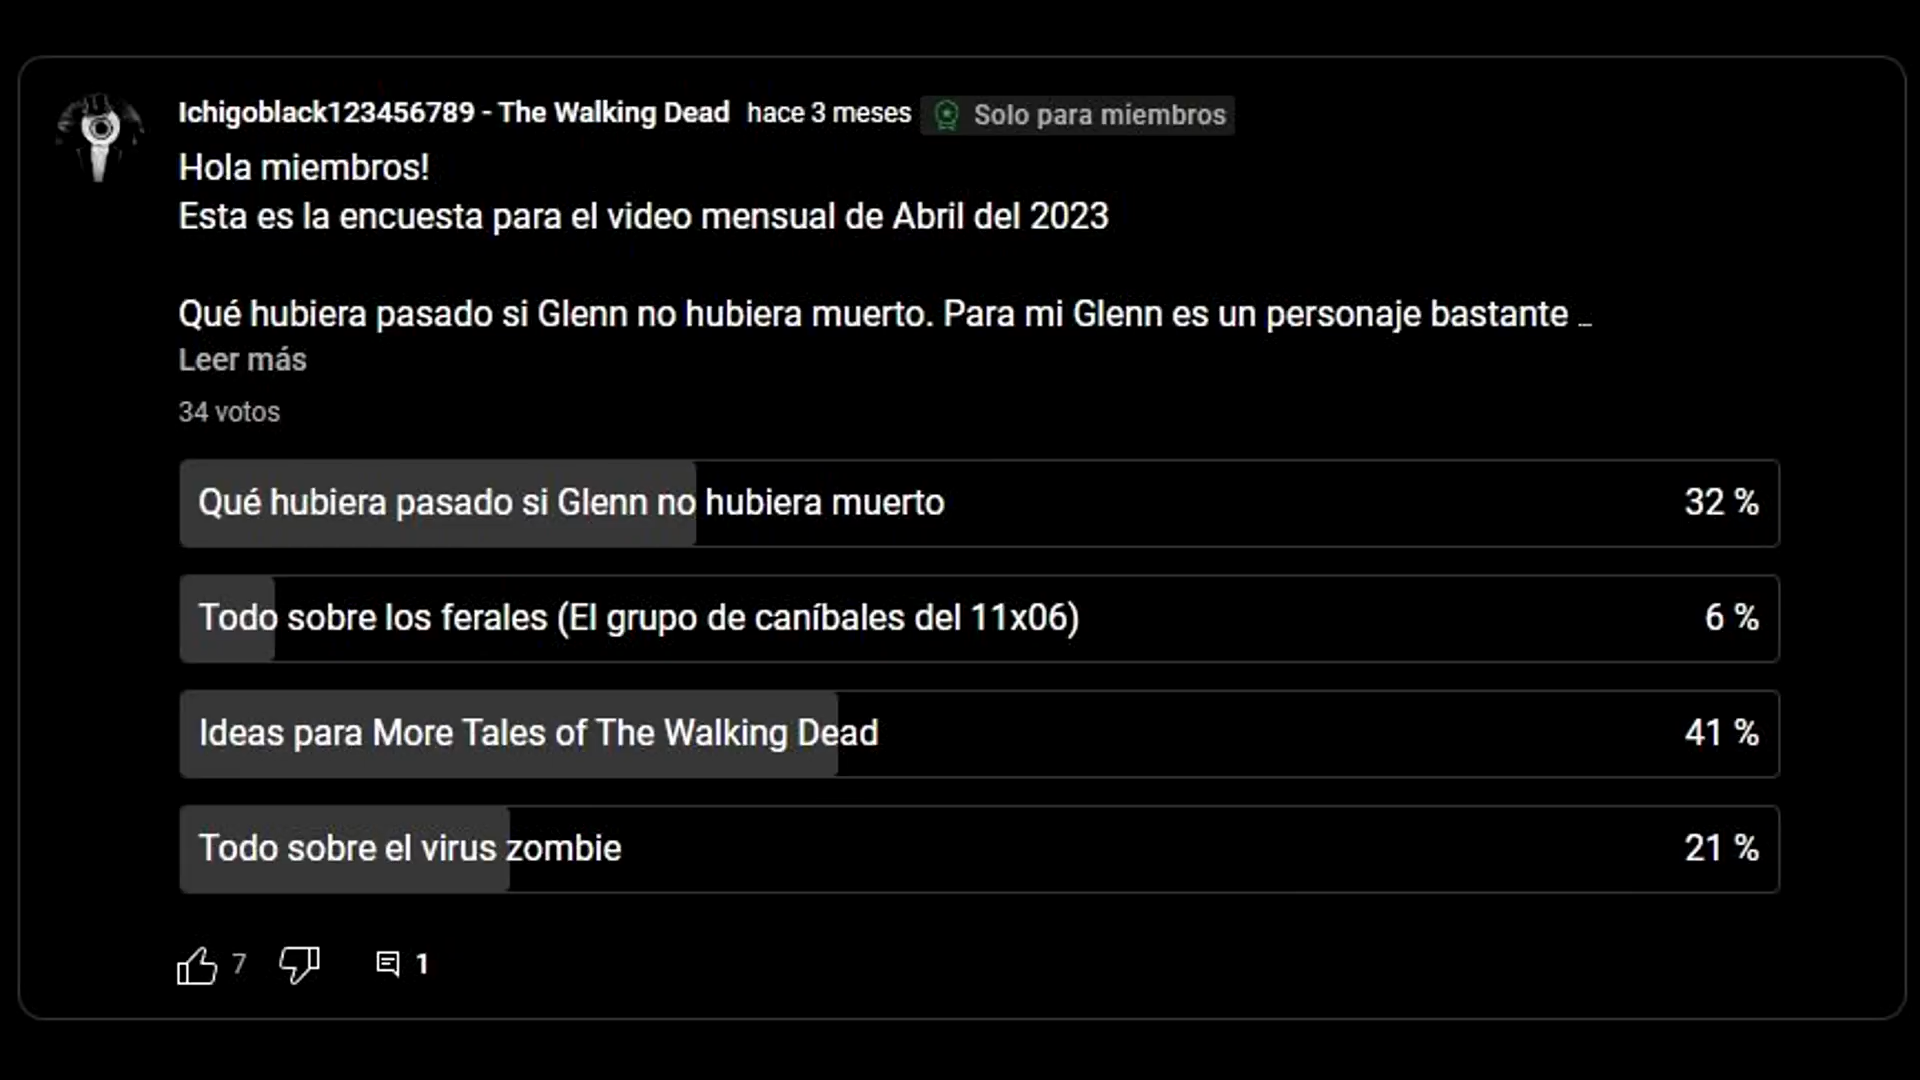 Ichigoblack123456789 - The Walking Dead hace 3 meses Solo para miembros
Hola miembros!
Esta es la encuesta para el video mensual de Abril del 2023
Qué hubiera pasado si Glenn no hubiera muerto. Para mi Glenn es un personaje bastante ...
Leer más
34 votos
Qué hubiera pasado si Glenn no hubiera muerto 32 %
Todo sobre los ferales (El grupo de caníbales del 11x06) 6 %
Ideas para More Tales of The Walking Dead 41 %
Todo sobre el virus zombie 21 %
7 1